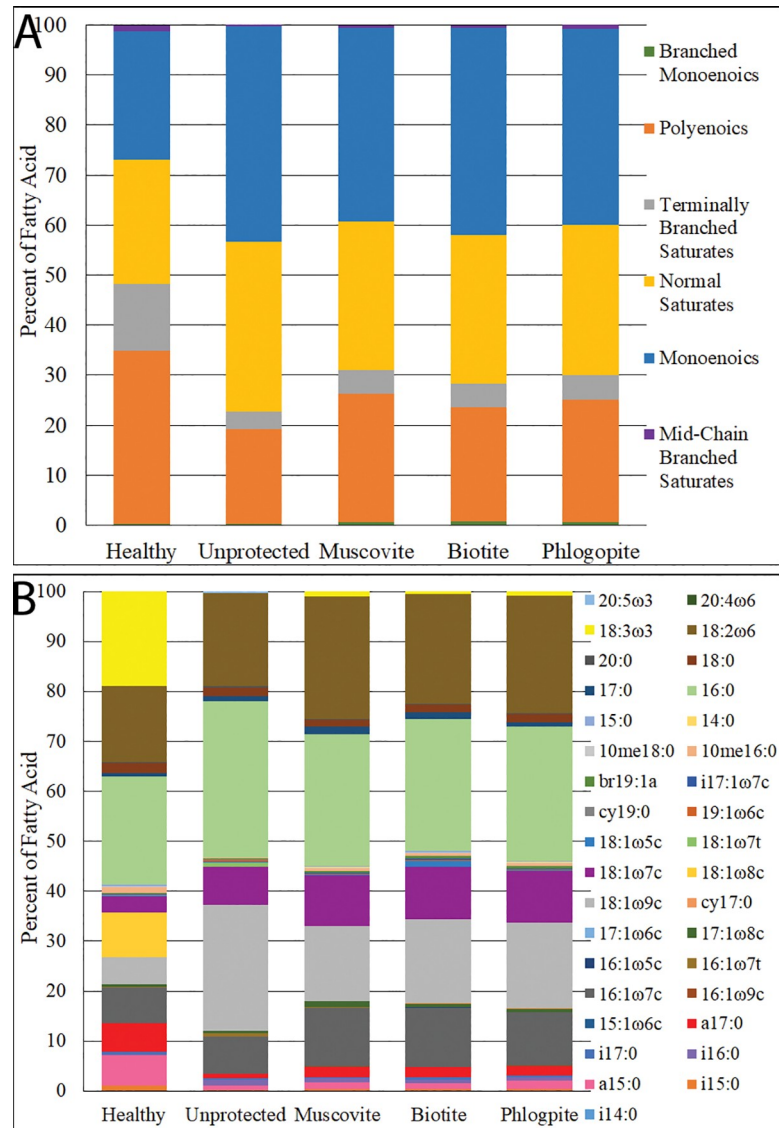 A
Percent of Fatty Acid
100
90
80
70
60
50
40
30
20
10
0
Healthy Unprotected Muscovite Biotite Phlogopite
Branched
Monoenoics
Polyenoics
Terminally
Branched
Saturates
Normal
Saturates
Monoenoics
Mid-Chain
Branched
Saturates
B
Percent of Fatty Acid
100
90
80
70
60
50
40
30
20
10
0
Healthy Unprotected Muscovite Biotite Phlogpite
20:5ω3 20:4ω6
18:3ω3 18:2ω6
20:0 18:0
17:0 16:0
15:0 14:0
10me18:0 10me16:0
br19:1a i17:1ω7c
cy19:0 19:1ω6c
18:1ω5c 18:1ω7t
18:1ω7c 18:1ω8c
18:1ω9c cy17:0
17:1ω6c 17:1ω8c
16:1ω5c 16:1ω7t
16:1ω7c 16:1ω9c
15:1ω6c a17:0
i17:0 i16:0
a15:0 i15:0
i14:0